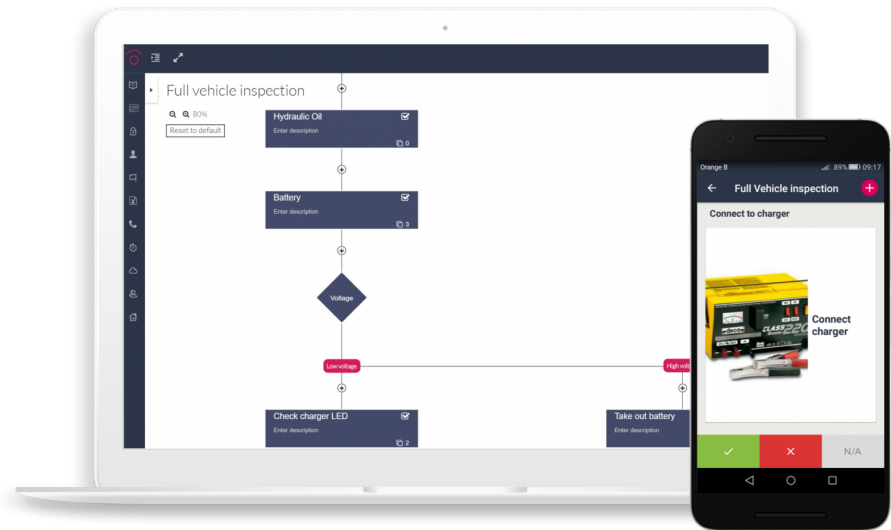 Full vehicle inspection
80%
Reset to default
Hydraulic Oil
Enter description
0
Battery
Enter description
3
Voltage
Low voltage
High volt
Check charger LED
Enter description
2
Take out battery
Enter description
Orange B
89% 09:17
Full Vehicle inspection
Connect to charger
CLASS
Connect
charger
N/A